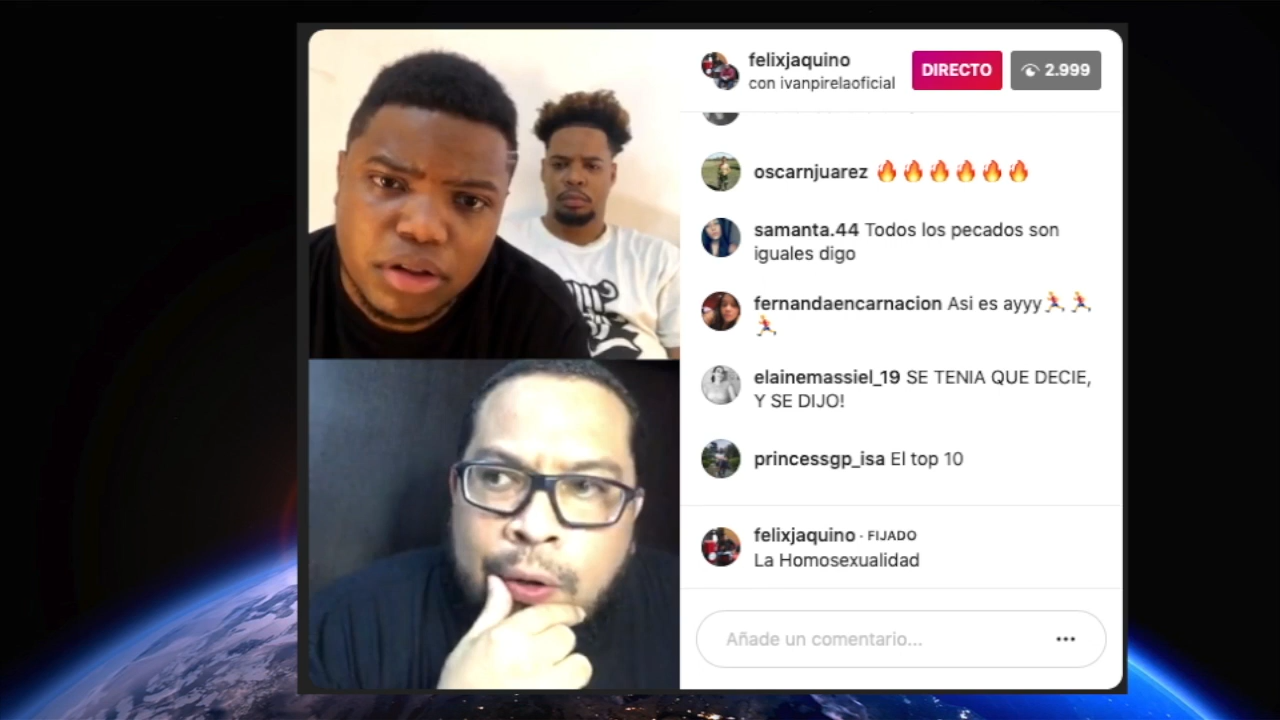 felixjaquino
con ivanpirelaoficial
DIRECTO
2.999
oscarnjuarez 🔥🔥🔥🔥🔥🔥
samanta.44 Todos los pecados son
iguales digo
fernandaencarnacion Asi es ayyy🏃‍♀️🏃‍♀️
🏃‍♀️
elainemassiel_19 SE TENIA QUE DECIE,
Y SE DIJO!
princessgp_isa El top 10
felixjaquino · FIJADO
La Homosexualidad
Añade un comentario...